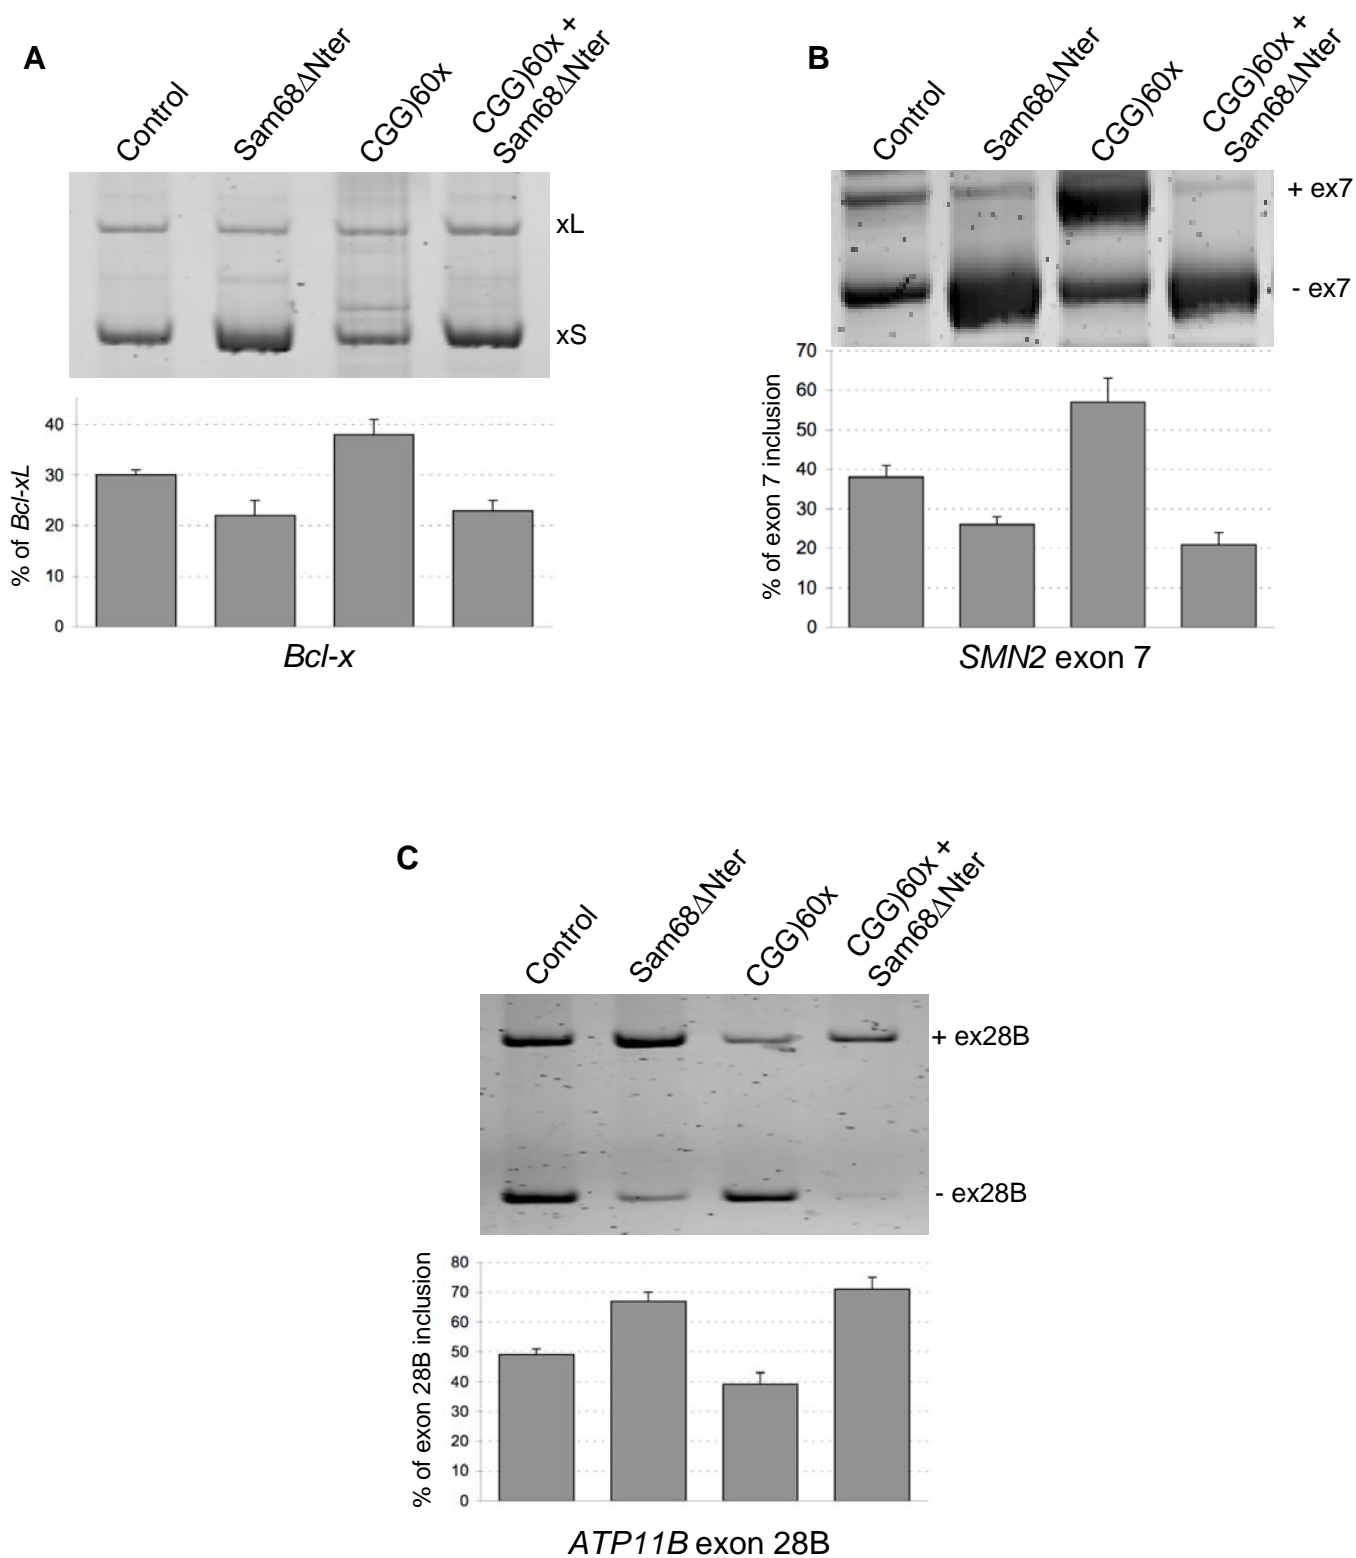 A
Control
Sam68ΔNter
CGG)60x
CGG)60x +
Sam68ΔNter
xL
xS
% of Bcl-xL
40
30
20
10
0
Bcl-x
B
Control
Sam68ΔNter
CGG)60x
CGG)60x +
Sam68ΔNter
+ ex7
- ex7
% of exon 7 inclusion
70
60
50
40
30
20
10
0
SMN2 exon 7
C
Control
Sam68ΔNter
CGG)60x
CGG)60x +
Sam68ΔNter
+ ex28B
- ex28B
% of exon 28B inclusion
80
70
60
50
40
30
20
10
0
ATP11B exon 28B